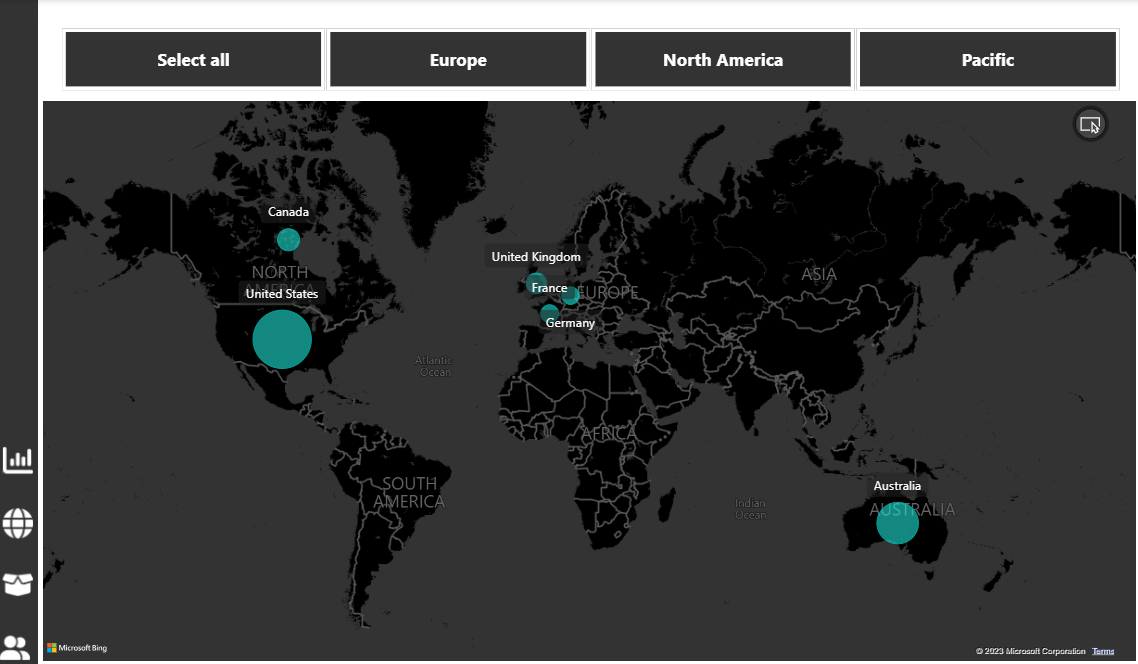 Select all
Europe
North America
Pacific
Canada
NORTH
AMERICA
United States
United Kingdom
France
EUROPE
Germany
ASIA
Atlantic
Ocean
AFRICA
SOUTH
AMERICA
Indian
Ocean
Australia
AUSTRALIA
Microsoft Bing
© 2023 Microsoft Corporation Terms